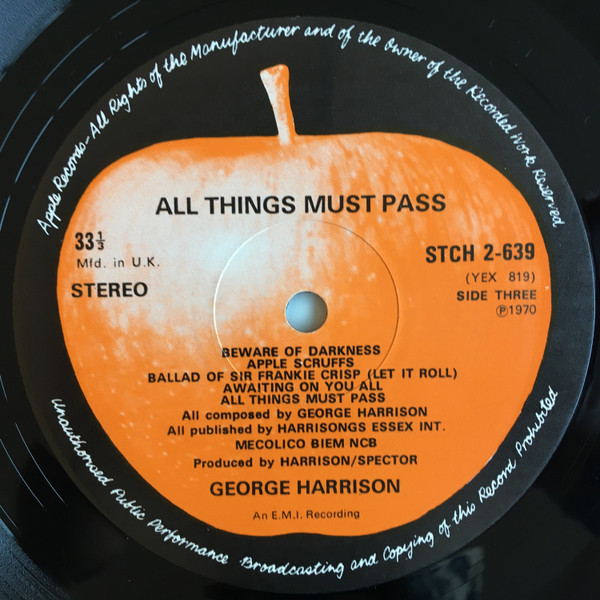 Apple Records-All Rights of the Manufacturer and of the Owner of the Recorded Work Reserved
ALL THINGS MUST PASS
33⅓
Mfd. in U.K.
STEREO
STCH 2-639
(YEX 819)
SIDE THREE
℗1970
BEWARE OF DARKNESS
APPLE SCRUFFS
BALLAD OF SIR FRANKIE CRISP (LET IT ROLL)
AWAITING ON YOU ALL
ALL THINGS MUST PASS
All composed by GEORGE HARRISON
All published by HARRISONGS ESSEX INT.
MECOLICO BIEM NCB
Produced by HARRISON/SPECTOR
GEORGE HARRISON
An E.M.I. Recording
Unauthorised Public Performance Broadcasting and Copying of this Record Prohibited